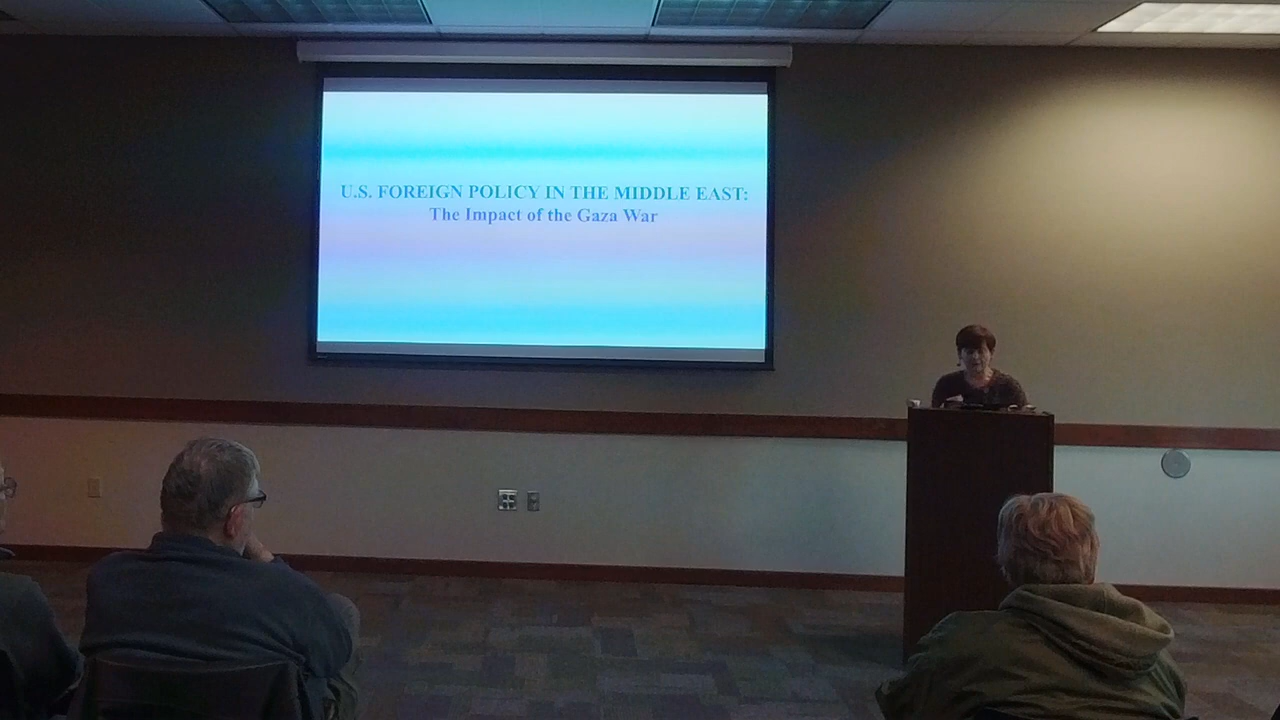 U.S. FOREIGN POLICY IN THE MIDDLE EAST:
The Impact of the Gaza War